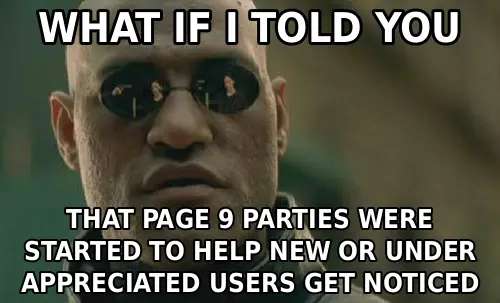 WHAT IF I TOLD YOU
THAT PAGE 9 PARTIES WERE
STARTED TO HELP NEW OR UNDER
APPRECIATED USERS GET NOTICED